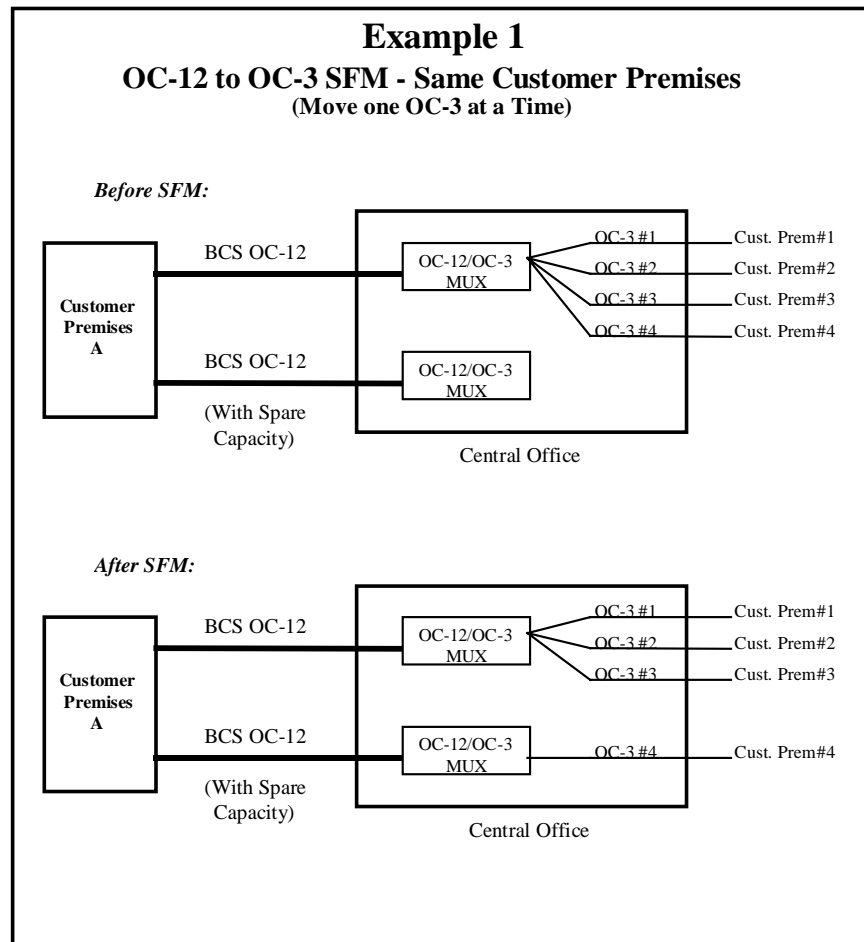 Example 1
OC-12 to OC-3 SFM - Same Customer Premises
(Move one OC-3 at a Time)
Before SFM:
BCS OC-12
Customer
Premises
A
OC-12/OC-3
MUX
OC-3 #1
Cust. Prem#1
OC-3 #2
Cust. Prem#2
OC-3 #3
Cust. Prem#3
OC-3 #4
Cust. Prem#4
BCS OC-12
OC-12/OC-3
MUX
(With Spare
Capacity)
Central Office
After SFM:
BCS OC-12
Customer
Premises
A
OC-12/OC-3
MUX
OC-3 #1
Cust. Prem#1
OC-3 #2
Cust. Prem#2
OC-3 #3
Cust. Prem#3
BCS OC-12
OC-12/OC-3
MUX
OC-3 #4
Cust. Prem#4
(With Spare
Capacity)
Central Office